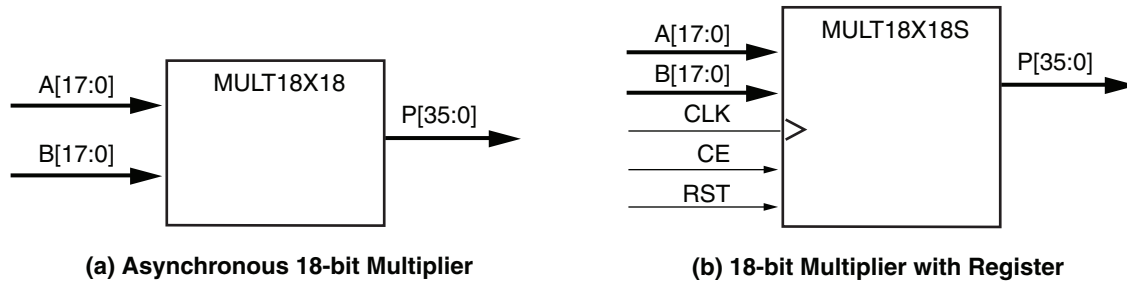 MULT18X18
A[17:0]
B[17:0]
P[35:0]
(a) Asynchronous 18-bit Multiplier
MULT18X18S
A[17:0]
B[17:0]
CLK
CE
RST
P[35:0]
(b) 18-bit Multiplier with Register